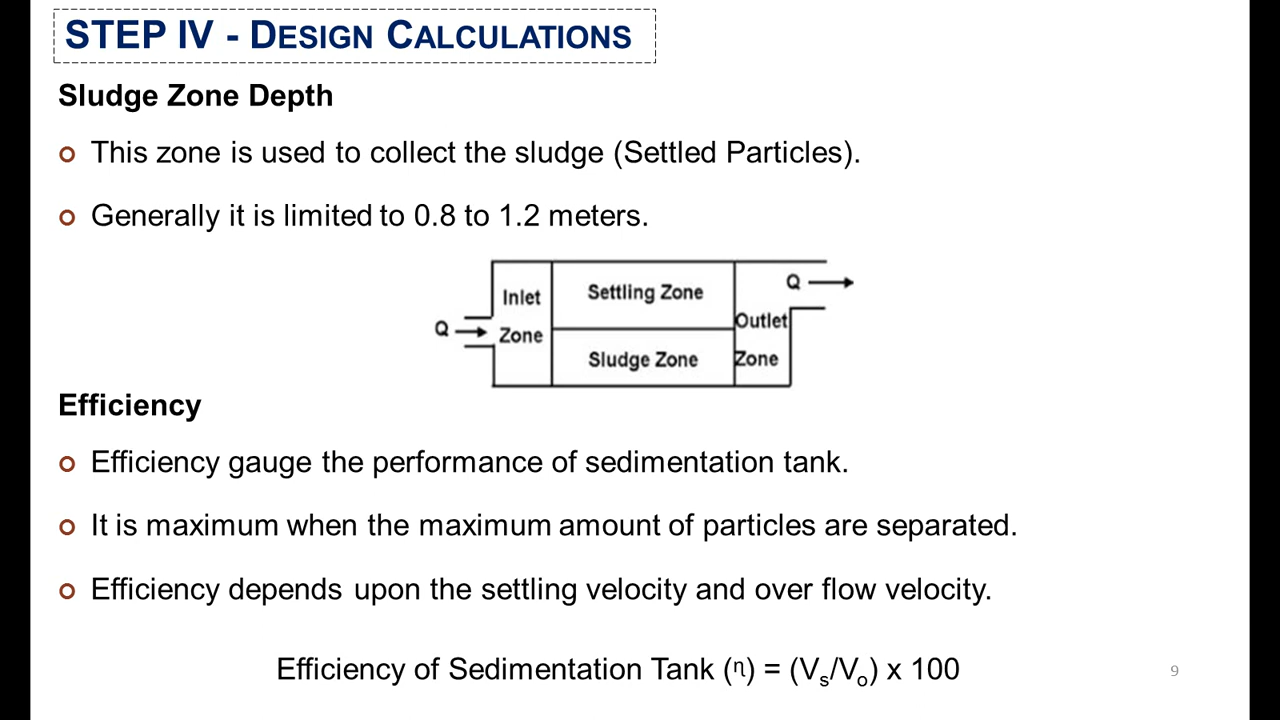 STEP IV - DESIGN CALCULATIONS
Sludge Zone Depth
This zone is used to collect the sludge (Settled Particles).
Generally it is limited to 0.8 to 1.2 meters.
Q
Inlet
Zone
Settling Zone
Sludge Zone
Q
Outlet
Zone
Efficiency
Efficiency gauge the performance of sedimentation tank.
It is maximum when the maximum amount of particles are separated.
Efficiency depends upon the settling velocity and over flow velocity.
Efficiency of Sedimentation Tank (η) = (Vs/Vo) x 100
9